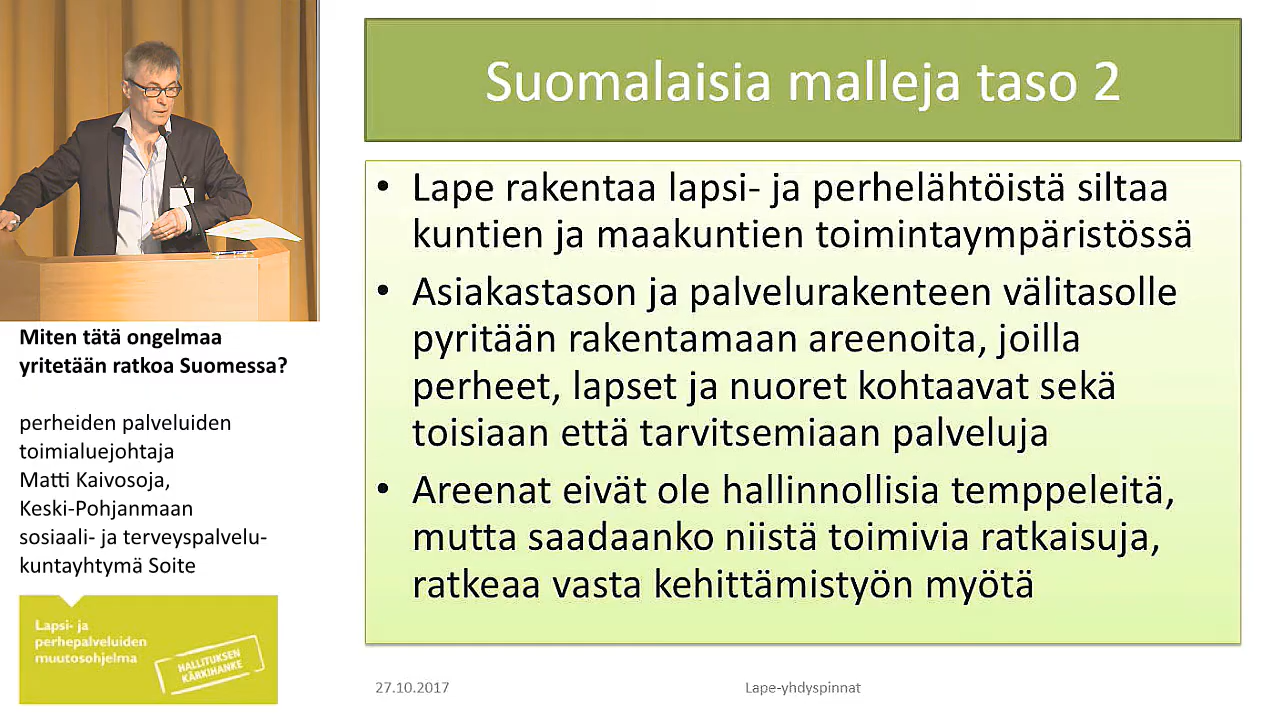 Suomalaisia malleja taso 2
• Lape rakentaa lapsi- ja perhelähtöistä siltaa
kuntien ja maakuntien toimintaympäristössä
• Asiakastason ja palvelurakenteen välitasolle
pyritään rakentamaan areenoita, joilla
perheet, lapset ja nuoret kohtaavat sekä
toisiaan että tarvitsemiaan palveluja
• Areenat eivät ole hallinnollisia temppeleitä,
mutta saadaanko niistä toimivia ratkaisuja,
ratkeaa vasta kehittämistyön myötä
Miten tätä ongelmaa
yritetään ratkoa Suomessa?
perheiden palveluiden
toimialuejohtaja
Matti Kaivosoja,
Keski-Pohjanmaan
sosiaali- ja terveyspalvelu-
kuntayhtymä Soite
Lapsi- ja
perhepalveluiden
muutosohjelma
HALLITUKSEN
KÄRKIHANKE
27.10.2017
Lape-yhdyspinnat